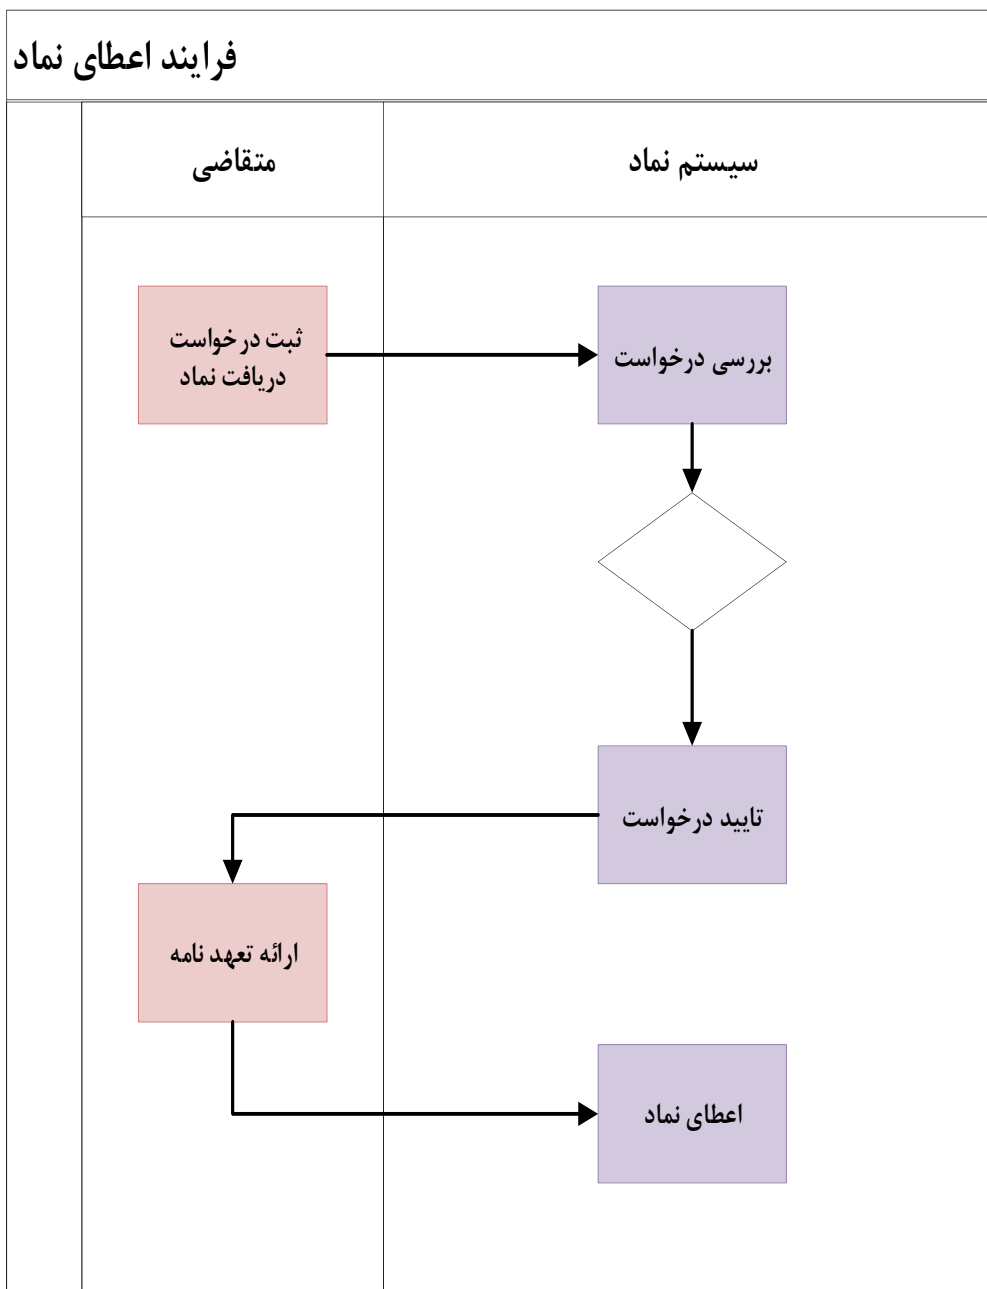 فرایند اعطای نماد
متقاضی
سیستم نماد
ثبت درخواست
دریافت نماد
بررسی درخواست
تایید درخواست
ارائه تعهد نامه
اعطای نماد